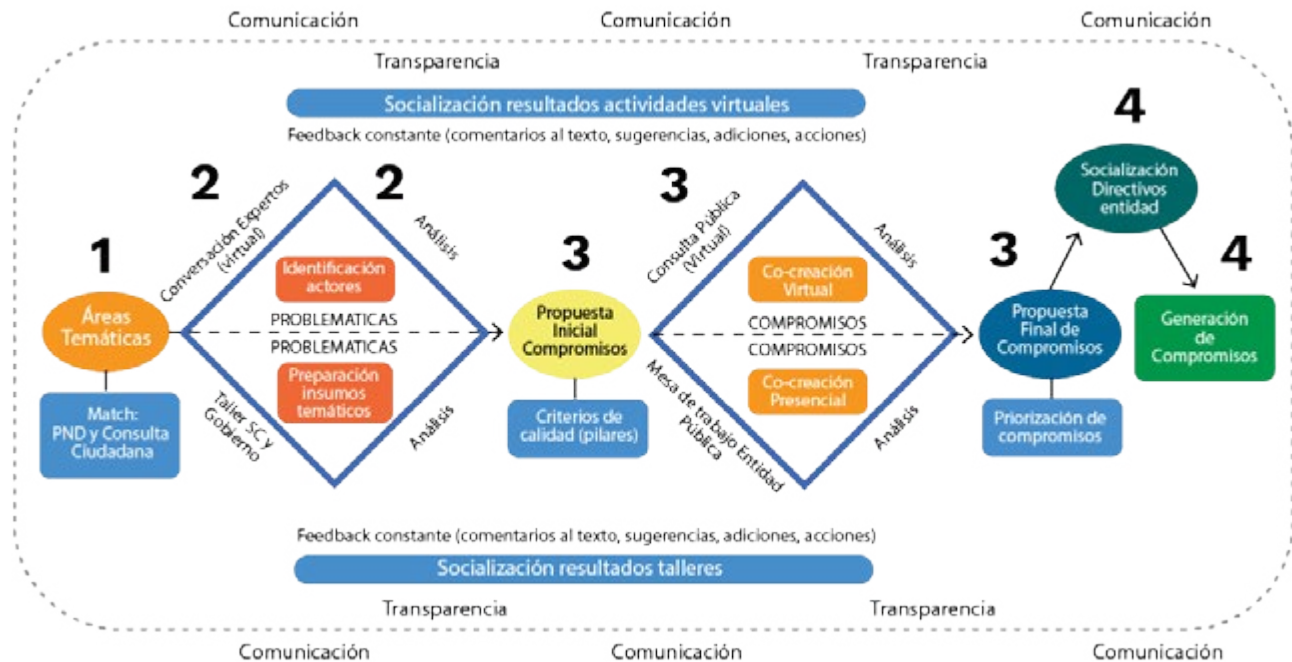 Comunicación
Comunicación
Comunicación
Transparencia
Transparencia
Socialización resultados actividades virtuales
Feedback constante (comentarios al texto, sugerencias, adiciones, acciones)
1
Áreas
Temáticas
Match:
PND y Consulta
Ciudadana
2
Conversación Expertos
(virtual)
2
Análisis
Identificación
actores
PROBLEMATICAS
PROBLEMATICAS
Preparación
insumos
temáticos
Taller SC y
Gobierno
Análisis
3
Propuesta
Inicial
Compromisos
Criterios de
calidad (pilares)
3
Consulta Pública
(Virtual)
Análisis
Co-creación
Virtual
COMPROMISOS
COMPROMISOS
Co-creación
Presencial
Mesa de trabajo Entidad
Pública
Análisis
3
Propuesta
Final de
Compromisos
Priorización de
compromisos
4
Socialización
Directivos
entidad
4
Generación
de
Compromisos
Feedback constante (comentarios al texto, sugerencias, adiciones, acciones)
Socialización resultados talleres
Transparencia
Transparencia
Comunicación
Comunicación
Comunicación